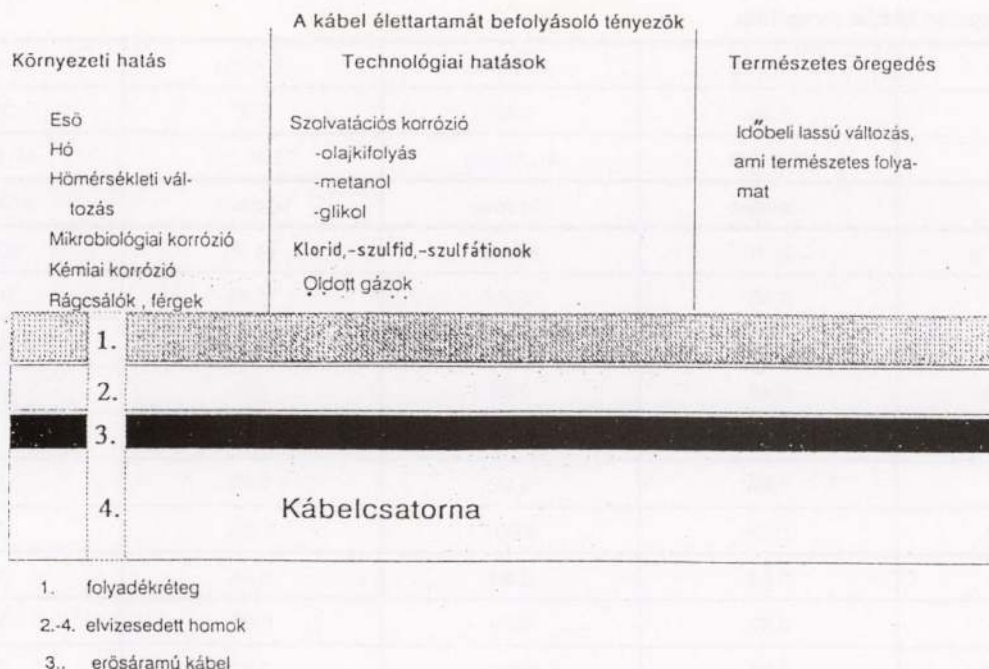 A kábel élettartamát befolyásoló tényezők
Környezeti hatás
Technológiai hatások
Természetes öregedés
Eső
Hó
Hőmérsékleti vál-
tozás
Mikrobiológiai korrózió
Kémiai korrózió
Rágcsálók , férgek
Szolvatációs korrózió
-olajkifolyás
-metanol
-glikol
Klorid,-szulfid,-szulfátionok
Oldott gázok
Időbeli lassú változás,
ami természetes folya-
mat
1.
2.
3.
4.
Kábelcsatorna
1. folyadékréteg
2.-4. elvizesedett homok
3.. erősáramú kábel